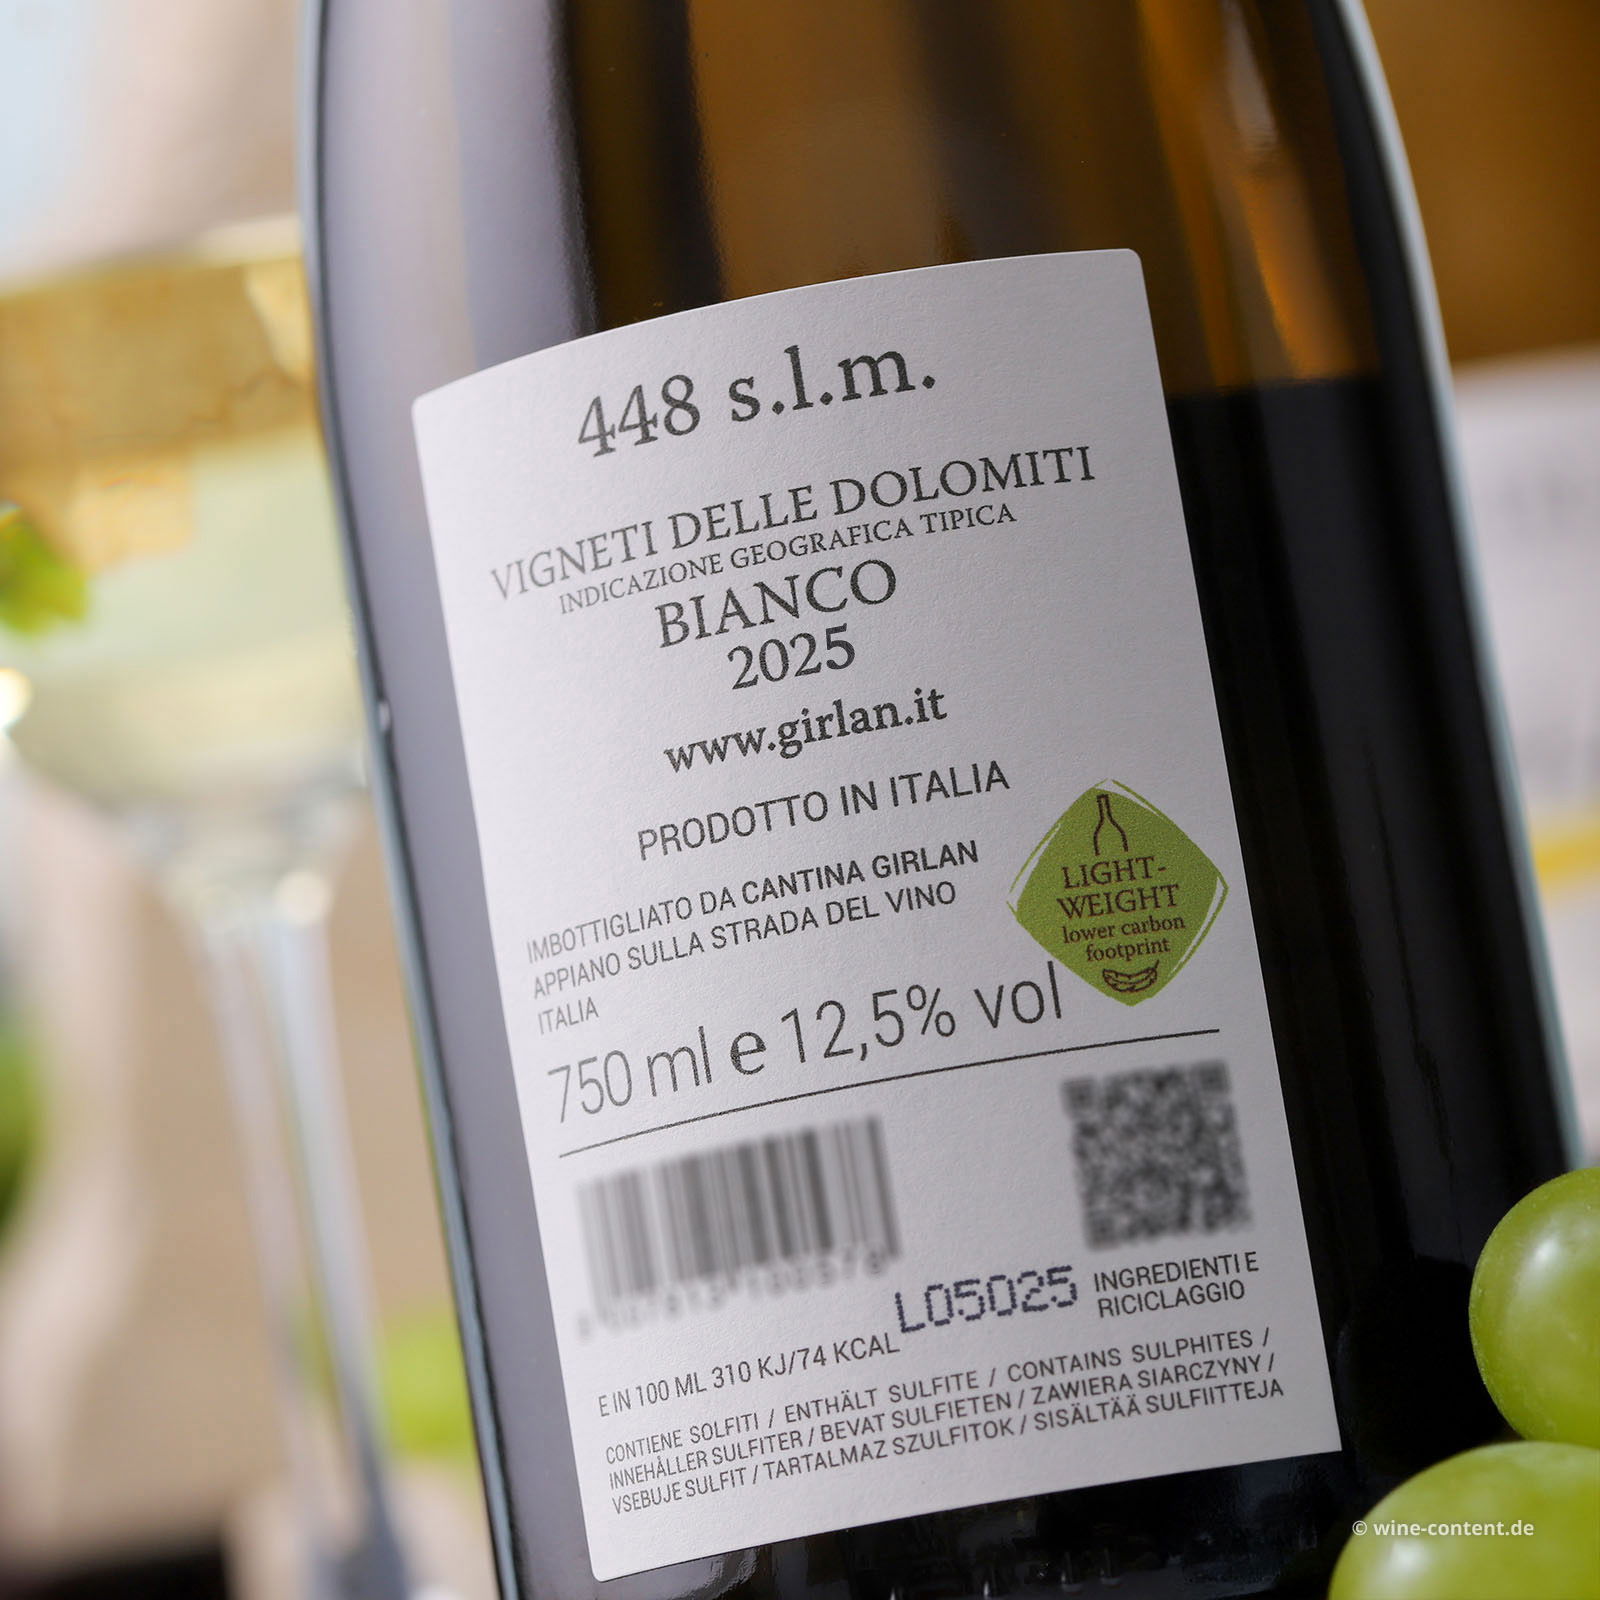 448 s.l.m.
VIGNETI DELLE DOLOMITI
INDICAZIONE GEOGRAFICA TIPICA
BIANCO
2025
www.girlan.it
PRODOTTO IN ITALIA
IMBOTTIGLIATO DA CANTINA GIRLAN
APPIANO SULLA STRADA DEL VINO
ITALIA
LIGHT-
WEIGHT
lower carbon
footprint
750 ml e 12,5% vol
L05025
INGREDIENTI E
RICICLAGGIO
E IN 100 ML 310 KJ/74 KCAL
CONTIENE SOLFITI / ENTHÄLT SULFITE / CONTAINS SULPHITES /
INNEHÅLLER SULFITER / BEVAT SULFIETEN / ZAWIERA SIARCZYNY /
VSEBUJE SULFIT / TARTALMAZ SZULFITOK / SISÄLTÄÄ SULFIITTEJA
© wine-content.de